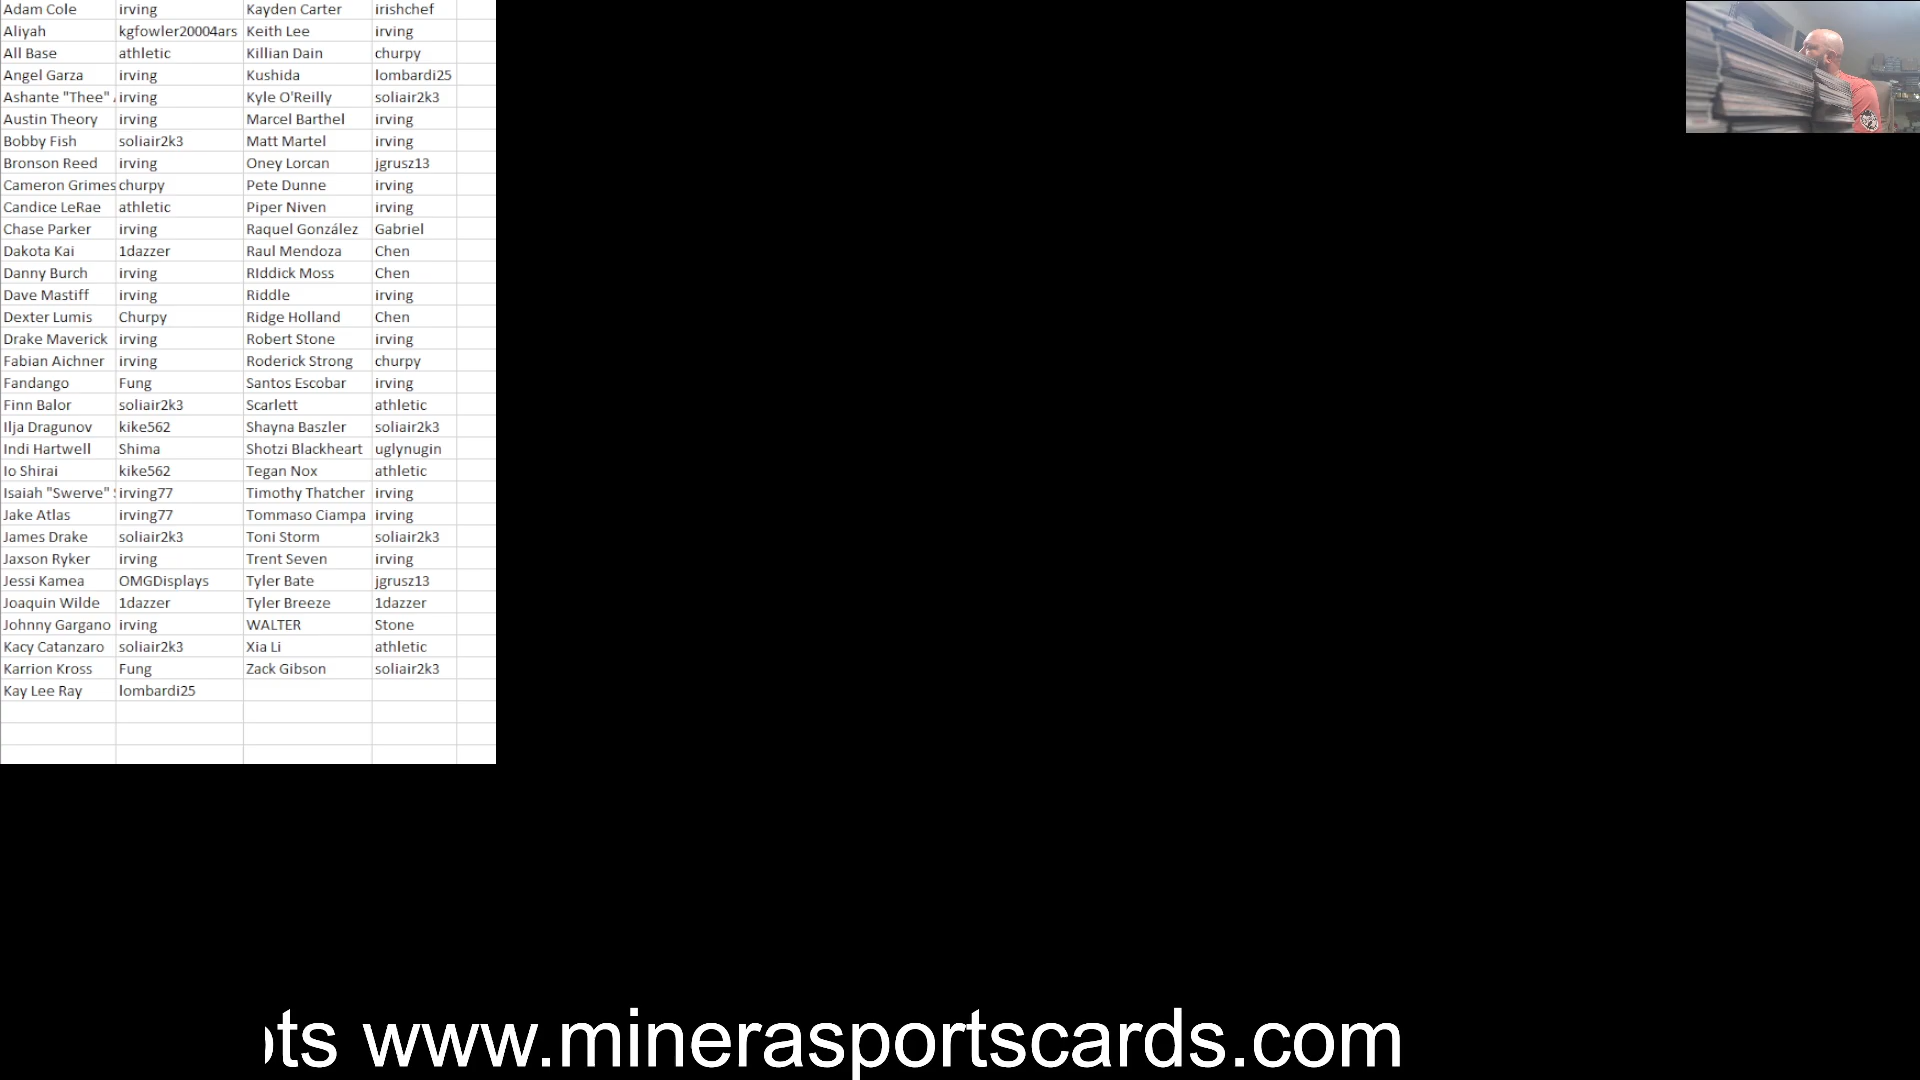 Adam Cole irving Kayden Carter irishchef
Aliyah kgfowler20004ars Keith Lee irving
All Base athletic Killian Dain churpy
Angel Garza irving Kushida lombardi25
Ashante "Thee" irving Kyle O'Reilly soliair2k3
Austin Theory irving Marcel Barthel irving
Bobby Fish soliair2k3 Matt Martel irving
Bronson Reed irving Oney Lorcan jgrusz13
Cameron Grimes churpy Pete Dunne irving
Candice LeRae athletic Piper Niven irving
Chase Parker irving Raquel González Gabriel
Dakota Kai 1dazzer Raul Mendoza Chen
Danny Burch irving RIddick Moss Chen
Dave Mastiff irving Riddle irving
Dexter Lumis Churpy Ridge Holland Chen
Drake Maverick irving Robert Stone irving
Fabian Aichner irving Roderick Strong churpy
Fandango Fung Santos Escobar irving
Finn Balor soliair2k3 Scarlett athletic
Ilja Dragunov kike562 Shayna Baszler soliair2k3
Indi Hartwell Shima Shotzi Blackheart uglynugin
Io Shirai kike562 Tegan Nox athletic
Isaiah "Swerve" irving77 Timothy Thatcher irving
Jake Atlas irving77 Tommaso Ciampa irving
James Drake soliair2k3 Toni Storm soliair2k3
Jaxson Ryker irving Trent Seven irving
Jessi Kamea OMGDisplays Tyler Bate jgrusz13
Joaquin Wilde 1dazzer Tyler Breeze 1dazzer
Johnny Gargano irving WALTER Stone
Kacy Catanzaro soliair2k3 Xia Li athletic
Karrion Kross Fung Zack Gibson soliair2k3
Kay Lee Ray lombardi25
ts www.minerasportscards.com